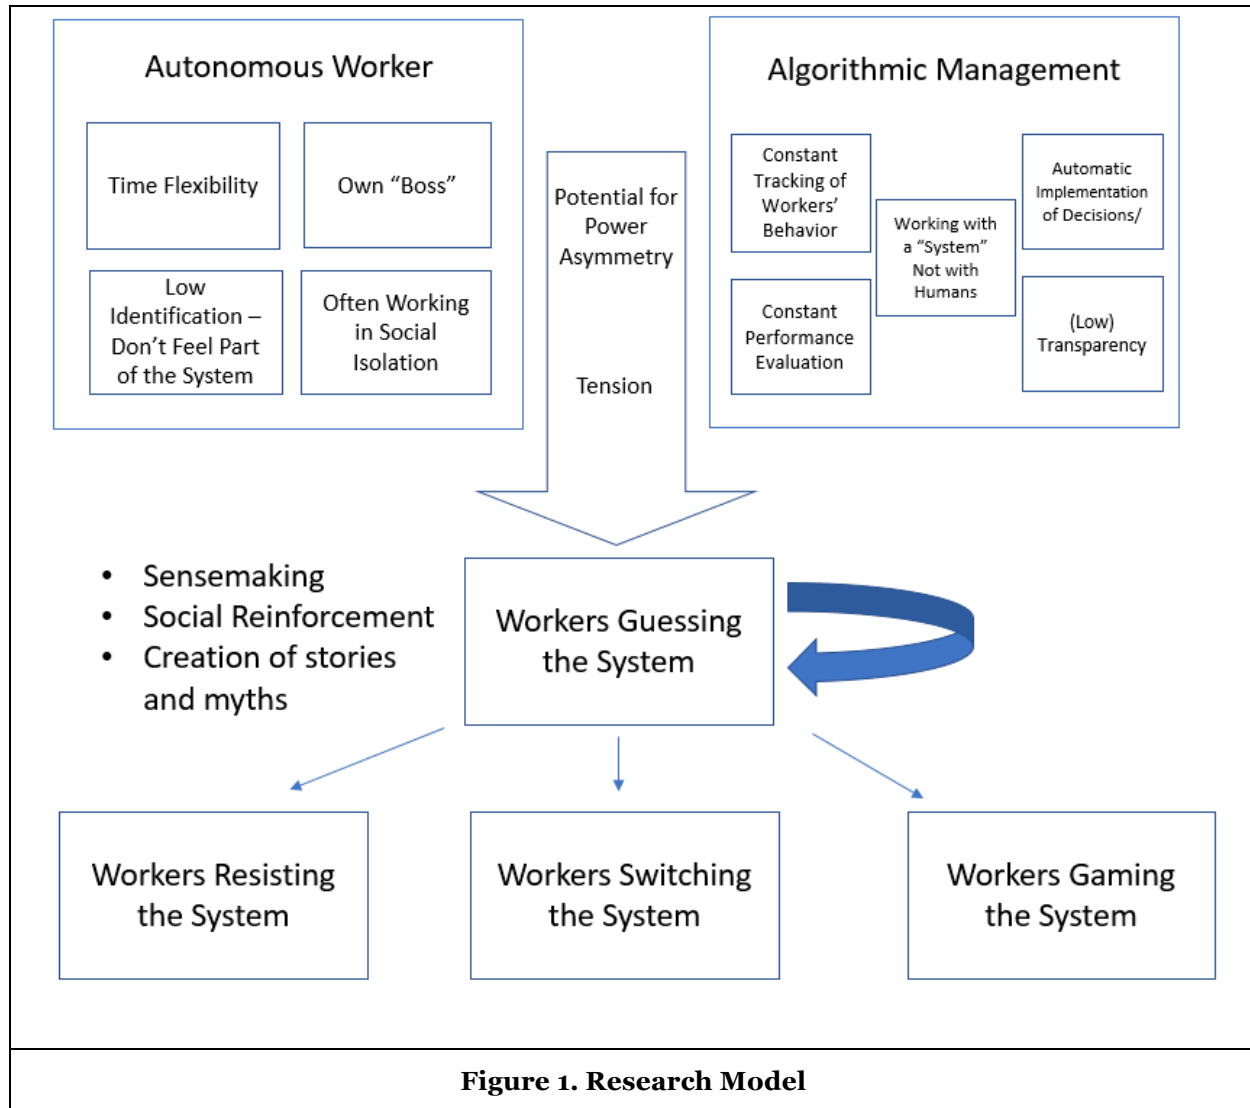 Autonomous Worker
Time Flexibility
Own “Boss”
Low
Identification –
Don’t Feel Part
of the System
Often Working
in Social
Isolation
Potential for
Power
Asymmetry
Tension
Algorithmic Management
Constant
Tracking of
Workers’
Behavior
Working with
a “System”
Not with
Humans
Automatic
Implementation
of Decisions/
Constant
Performance
Evaluation
(Low)
Transparency
• Sensemaking
• Social Reinforcement
• Creation of stories
and myths
Workers Guessing
the System
Workers Resisting
the System
Workers Switching
the System
Workers Gaming
the System
Figure 1. Research Model